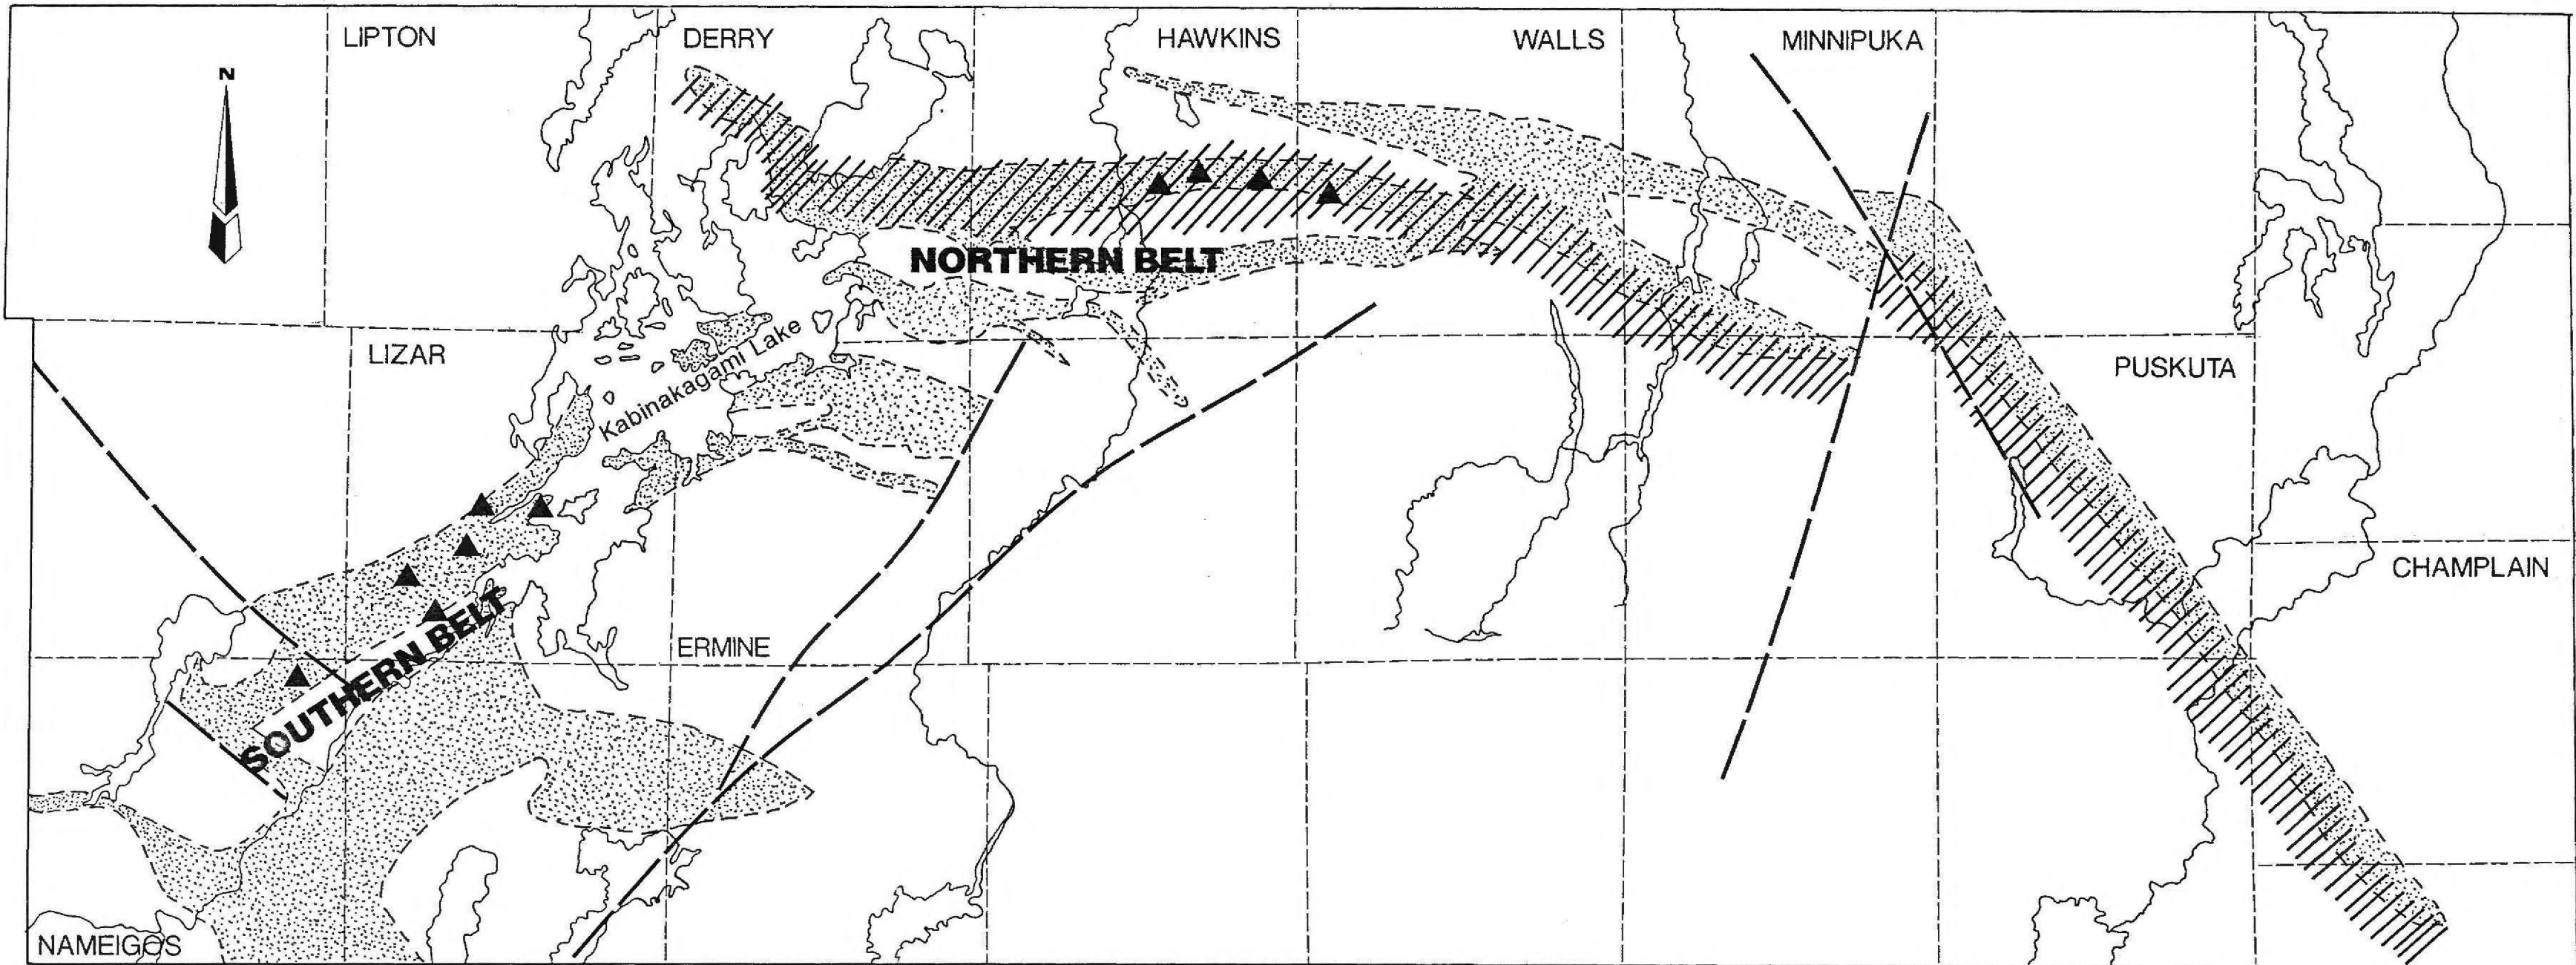 LIPTON
DERRY
HAWKINS
WALLS
MINNIPUKA
N
NORTHERN BELT
LIZAR
Kabinakagami Lake
PUSKUTA
CHAMPLAIN
SOUTHERN BELT
ERMINE
NAMEIGOS